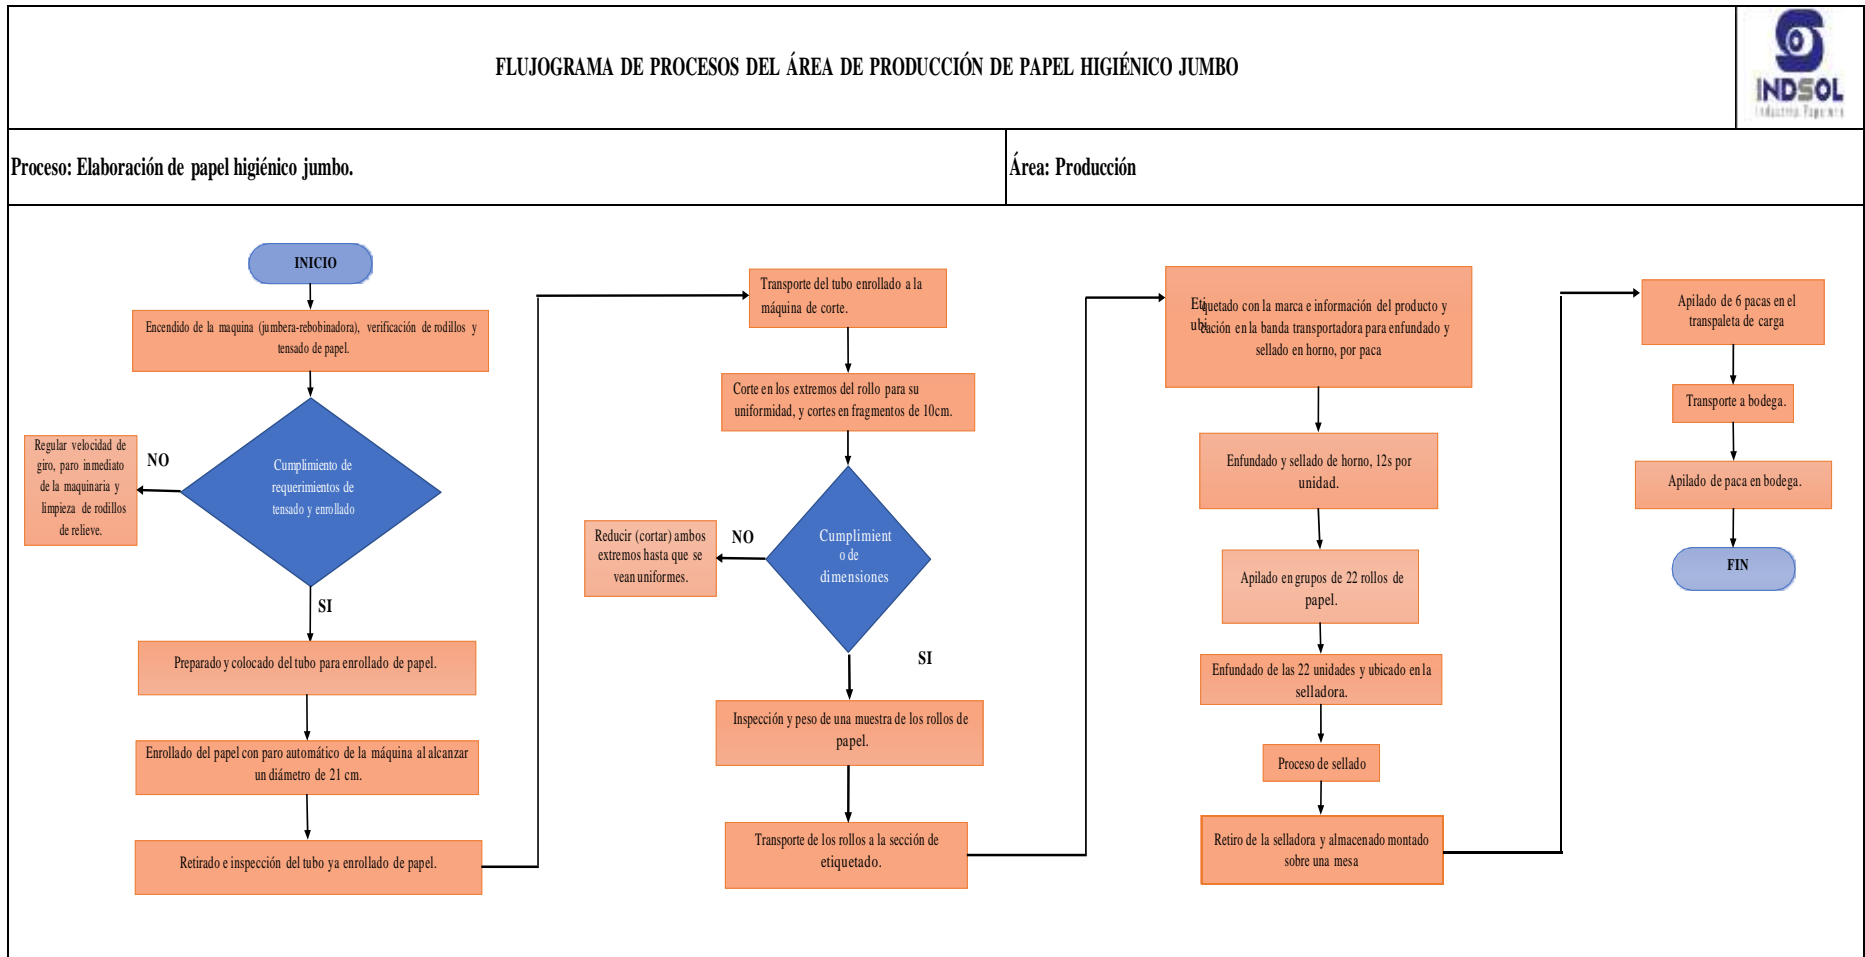 FLUJOGRAMA DE PROCESOS DEL ÁREA DE PRODUCCIÓN DE PAPEL HIGIÉNICO JUMBO
INDSOL
Industria Papelera
Proceso: Elaboración de papel higiénico jumbo.
Área: Producción
INICIO
Encendido de la maquina (jumbera-rebobinadora), verificación de rodillos y
tensado de papel.
Cumplimiento de
requerimientos de
tensado y enrollado
NO
Regular velocidad de
giro, paro inmediato
de la maquinaria y
limpieza de rodillos
de relieve.
SI
Preparado y colocado del tubo para enrollado de papel.
Enrollado del papel con paro automático de la máquina al alcanzar
un diámetro de 21 cm.
Retirado e inspección del tubo ya enrollado de papel.
Transporte del tubo enrollado a la
máquina de corte.
Corte en los extremos del rollo para su
uniformidad, y cortes en fragmentos de 10cm.
Cumplimient
o de
dimensiones
NO
Reducir (cortar) ambos
extremos hasta que se
vean uniformes.
SI
Inspección y peso de una muestra de los rollos de
papel.
Transporte de los rollos a la sección de
etiquetado.
Etiquetado con la marca e información del producto y
ubicación en la banda transportadora para enfundado y
sellado en horno, por paca
Enfundado y sellado de horno, 12s por
unidad.
Apilado en grupos de 22 rollos de
papel.
Enfundado de las 22 unidades y ubicado en la
selladora.
Proceso de sellado
Retiro de la selladora y almacenado montado
sobre una mesa
Apilado de 6 pacas en el
transpaleta de carga
Transporte a bodega.
Apilado de paca en bodega.
FIN